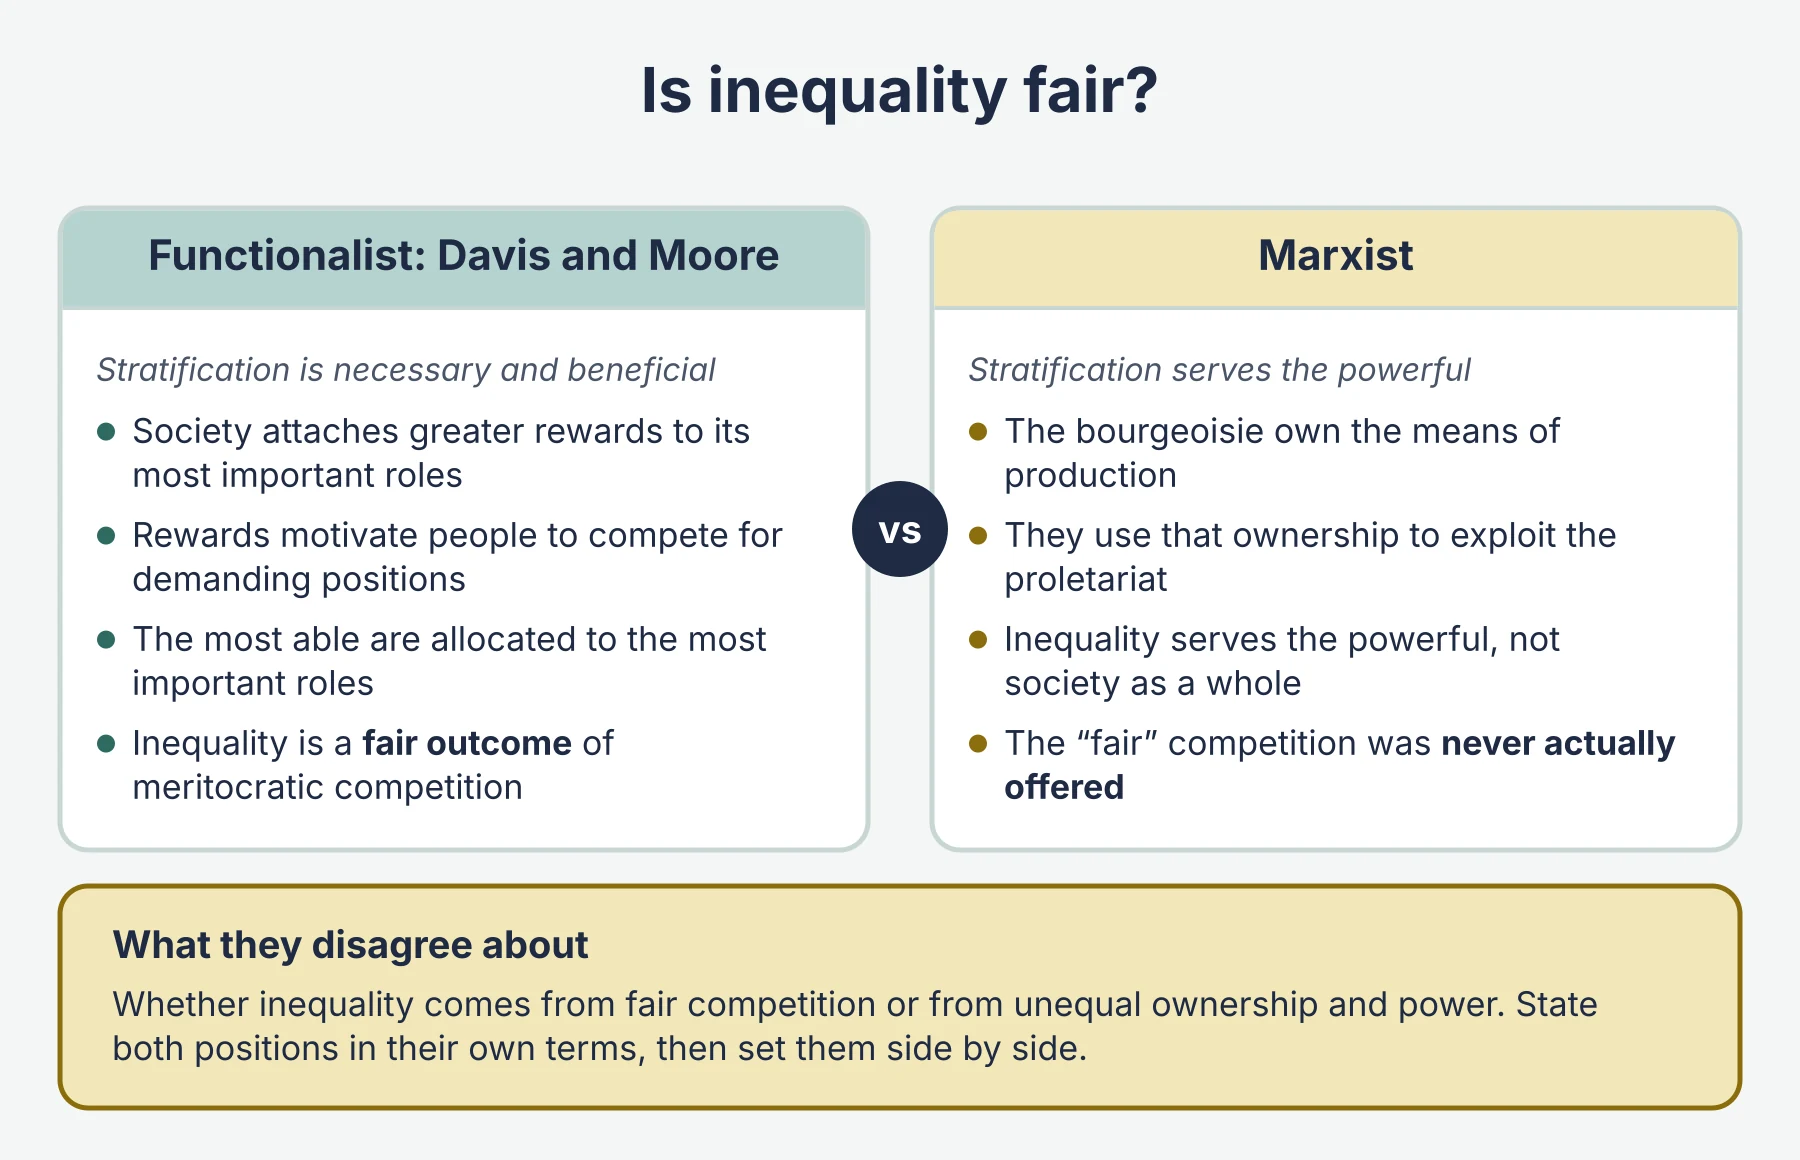 Is inequality fair?
Functionalist: Davis and Moore
Stratification is necessary and beneficial
Society attaches greater rewards to its
most important roles
Rewards motivate people to compete for
demanding positions
The most able are allocated to the most
important roles
Inequality is a fair outcome of
meritocratic competition
vs
Marxist
Stratification serves the powerful
The bourgeoisie own the means of
production
They use that ownership to exploit the
proletariat
Inequality serves the powerful, not
society as a whole
The “fair” competition was never actually
offered
What they disagree about
Whether inequality comes from fair competition or from unequal ownership and power. State
both positions in their own terms, then set them side by side.